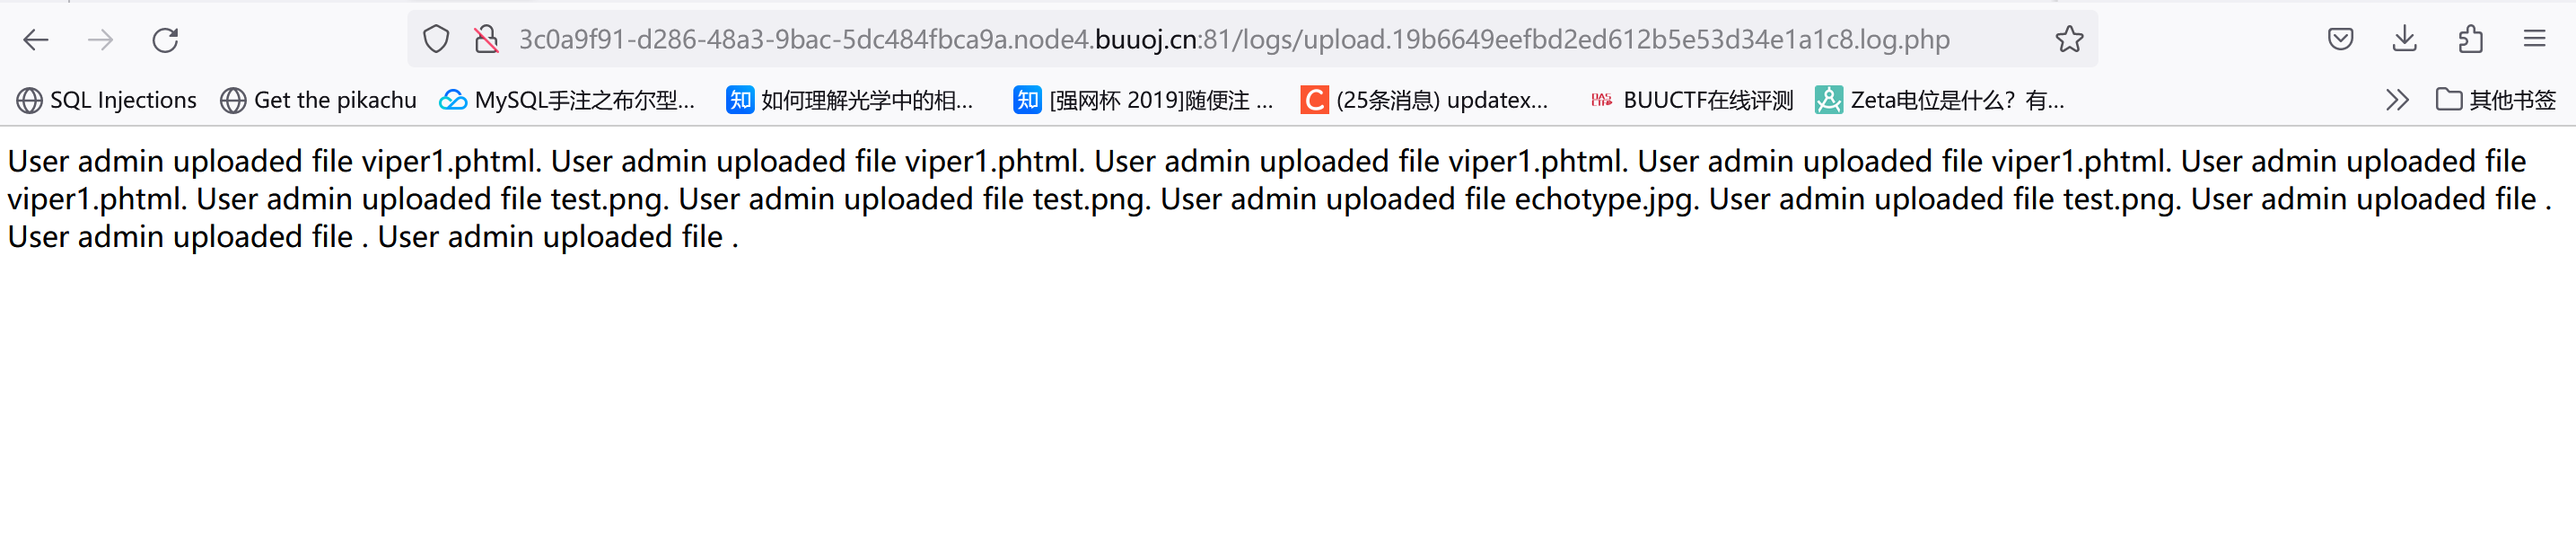 3c0a9f91-d286-48a3-9bac-5dc484fbca9a.node4.buuoj.cn:81/logs/upload.19b6649eefbd2ed612b5e53d34e1a1c8.log.php
SQL Injections Get the pikachu MySQL手注之布尔型... 知 如何理解光学中的相... 知 [强网杯 2019]随便注 ... C (25条消息) updatex... BUUCTF在线评测 Zeta电位是什么？有... 其他书签
User admin uploaded file viper1.phtml. User admin uploaded file viper1.phtml. User admin uploaded file viper1.phtml. User admin uploaded file viper1.phtml. User admin uploaded file
viper1.phtml. User admin uploaded file test.png. User admin uploaded file test.png. User admin uploaded file echotype.jpg. User admin uploaded file test.png. User admin uploaded file .
User admin uploaded file . User admin uploaded file .